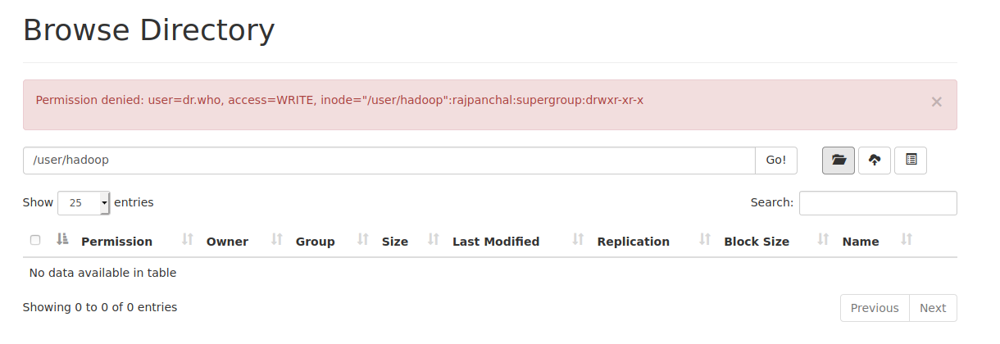 Browse Directory
Permission denied: user=dr.who, access=WRITE, inode="/user/hadoop":rajpanchal:supergroup:drwxr-xr-x ×
/user/hadoop Go!
Show 25 entries Search:
Permission Owner Group Size Last Modified Replication Block Size Name
No data available in table
Showing 0 to 0 of 0 entries Previous Next